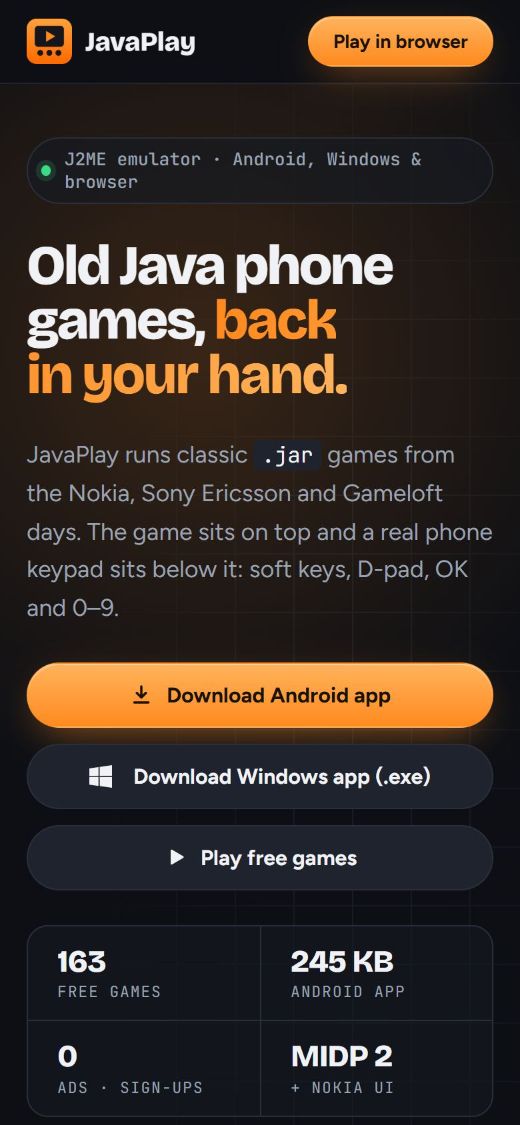 JavaPlay
Play in browser
J2ME emulator · Android, Windows &
browser
Old Java phone
games, back
in your hand.
JavaPlay runs classic .jar games from
the Nokia, Sony Ericsson and Gameloft
days. The game sits on top and a real phone
keypad sits below it: soft keys, D-pad, OK
and 0–9.
Download Android app
Download Windows app (.exe)
Play free games
163
FREE GAMES
245 KB
ANDROID APP
0
ADS · SIGN-UPS
MIDP 2
+ NOKIA UI